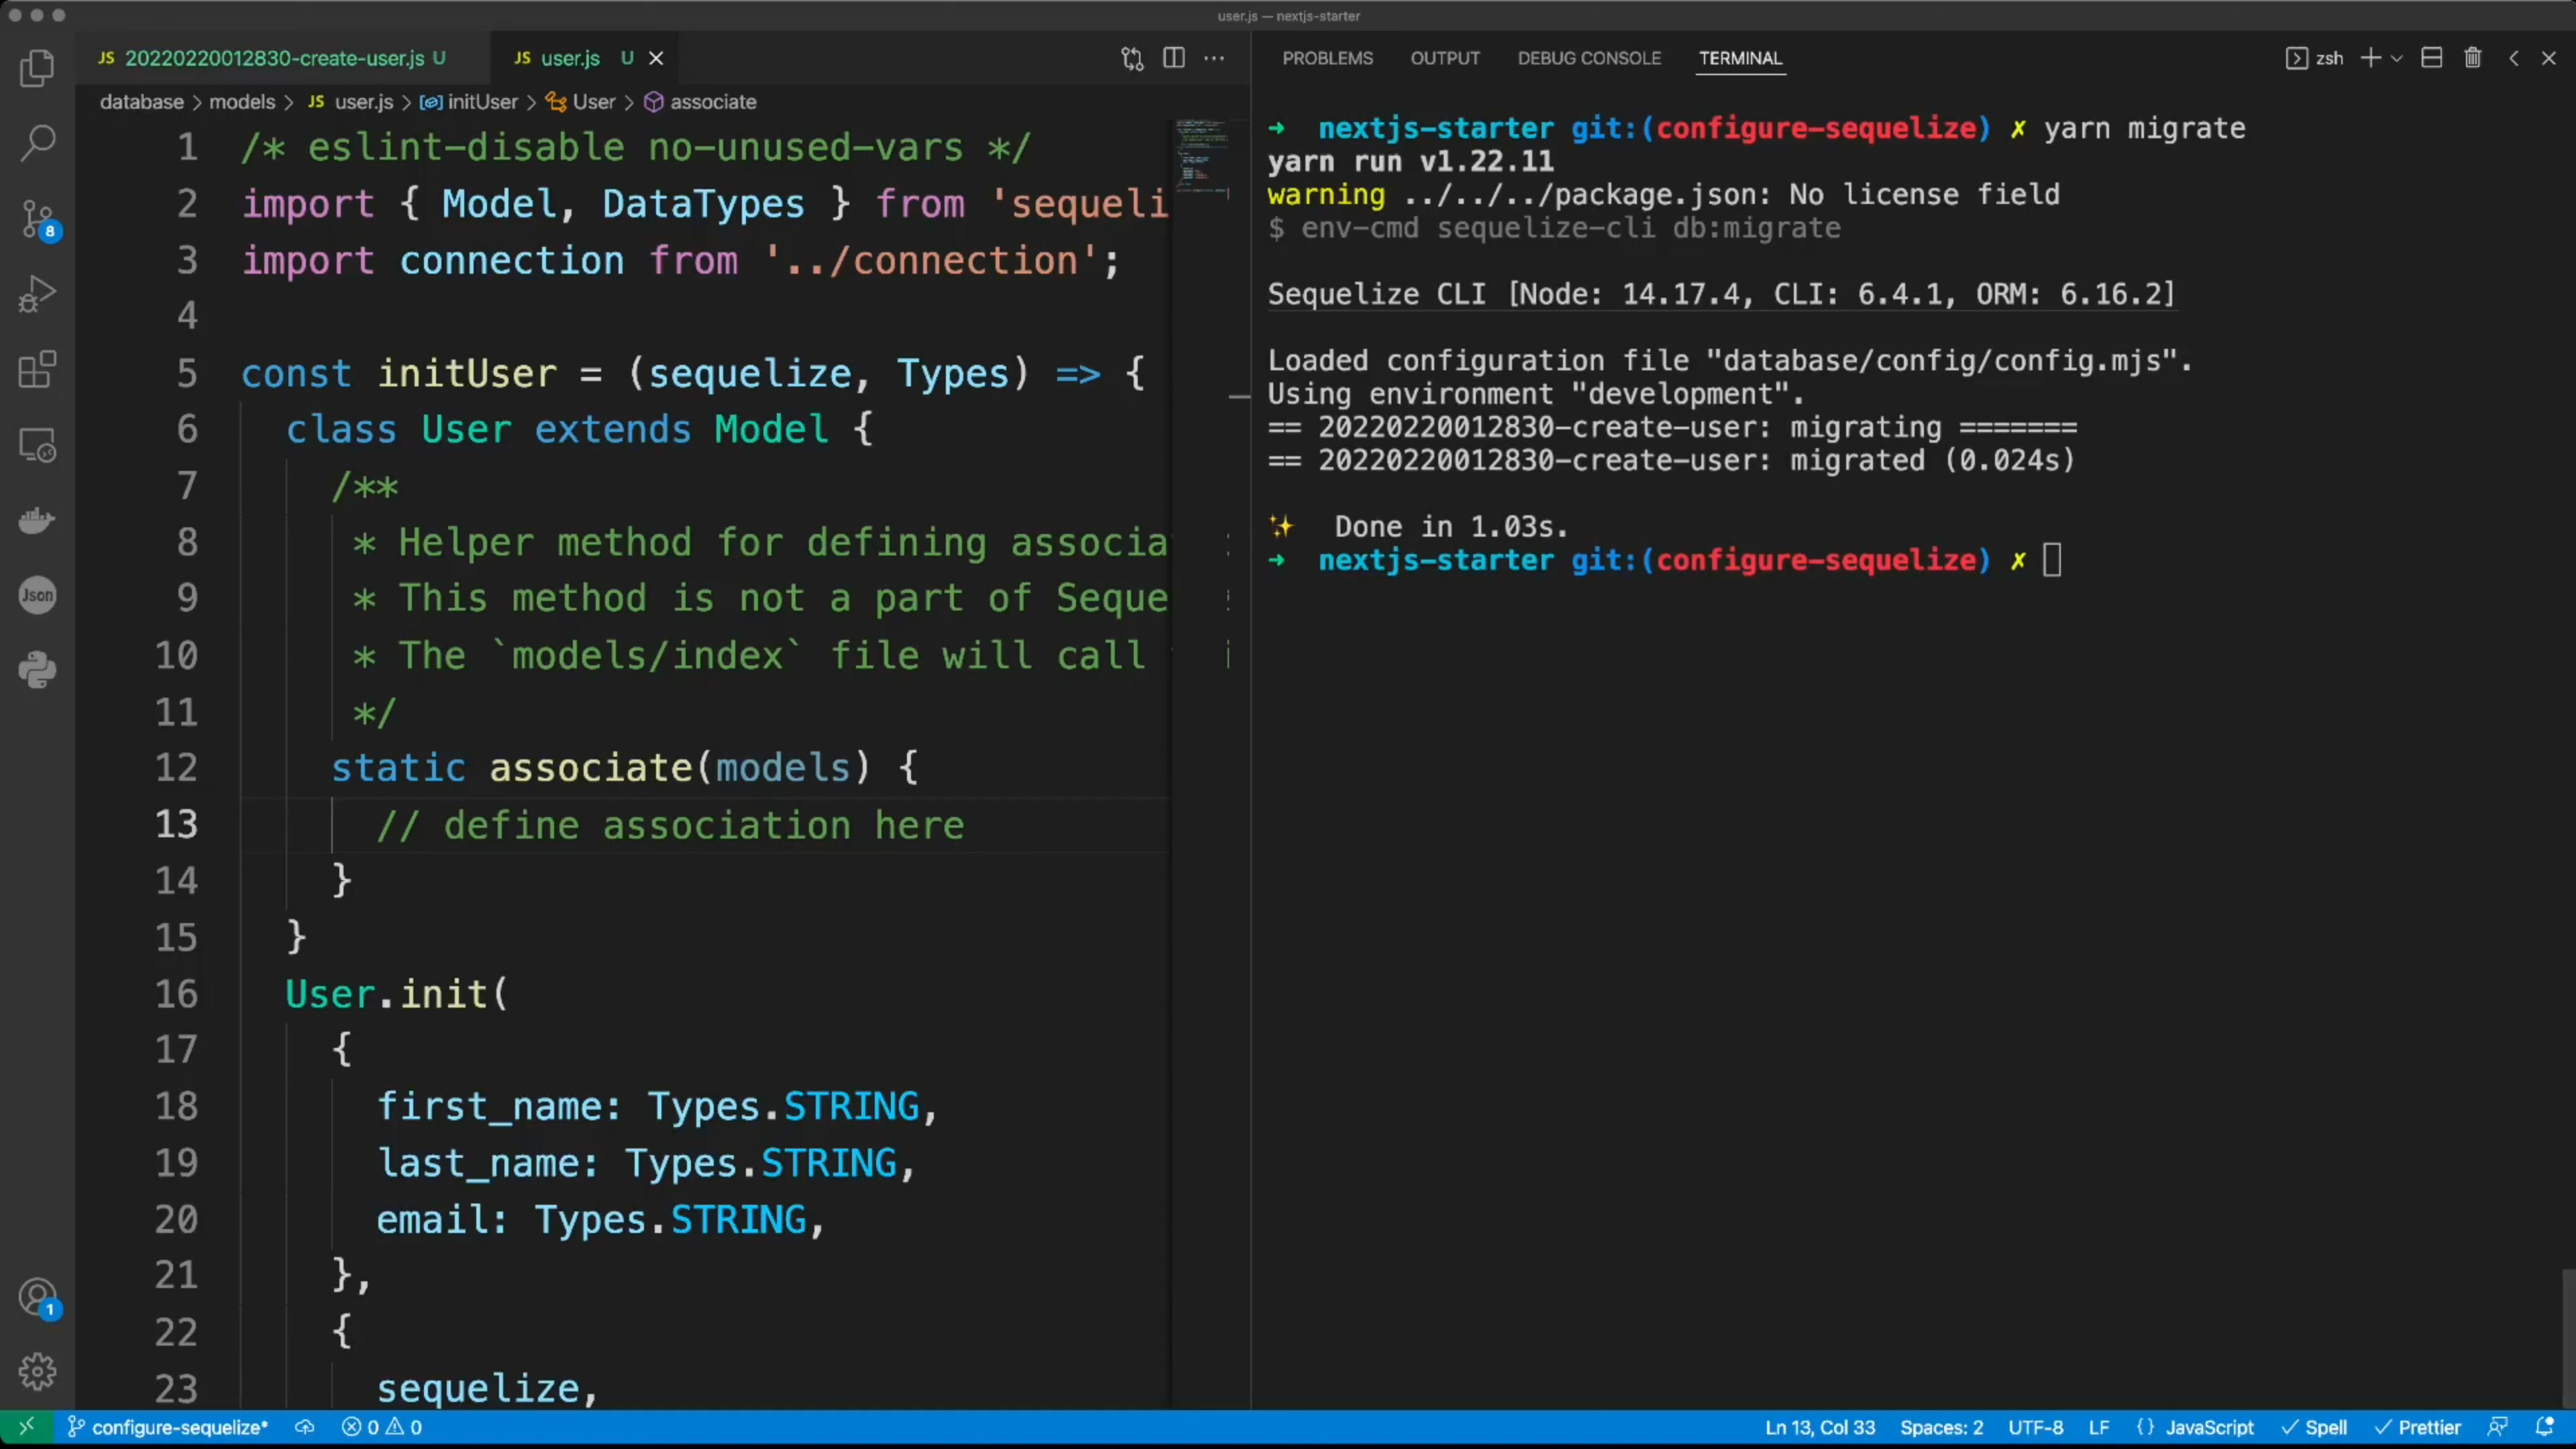 user.js — nextjs-starter
JS 20220220012830-create-user.js U
JS user.js U
database > models > JS user.js > initUser > User > associate
1 /* eslint-disable no-unused-vars */
2 import { Model, DataTypes } from 'sequeli
3 import connection from '../connection';
4
5 const initUser = (sequelize, Types) => {
6 class User extends Model {
7 /**
8 * Helper method for defining associa
9 * This method is not a part of Seque
10 * The `models/index` file will call
11 */
12 static associate(models) {
13 // define association here
14 }
15 }
16 User.init(
17 {
18 first_name: Types.STRING,
19 last_name: Types.STRING,
20 email: Types.STRING,
21 },
22 {
23 sequelize,
8
Json
1
PROBLEMS OUTPUT DEBUG CONSOLE TERMINAL
zsh
➜ nextjs-starter git:(configure-sequelize) ✗ yarn migrate
yarn run v1.22.11
warning ../../../package.json: No license field
$ env-cmd sequelize-cli db:migrate
Sequelize CLI [Node: 14.17.4, CLI: 6.4.1, ORM: 6.16.2]
Loaded configuration file "database/config/config.mjs".
Using environment "development".
== 20220220012830-create-user: migrating =======
== 20220220012830-create-user: migrated (0.024s)
✨ Done in 1.03s.
➜ nextjs-starter git:(configure-sequelize) ✗
configure-sequelize* 0 0
Ln 13, Col 33 Spaces: 2 UTF-8 LF {} JavaScript ✓ Spell ✓ Prettier